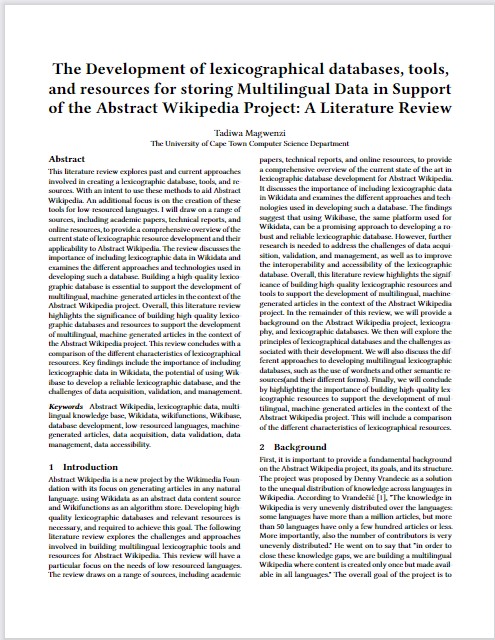 The Development of lexicographical databases, tools,
and resources for storing Multilingual Data in Support
of the Abstract Wikipedia Project: A Literature Review
Tadiwa Magwenzi
The University of Cape Town Computer Science Department
Abstract
This literature review explores past and current approaches
involved in creating a lexicographic database, tools, and re
sources. With an intent to use these methods to aid Abstract
Wikipedia. An additional focus is on the creation of these
tools for low resourced languages. I will draw on a range of
sources, including academic papers, technical reports, and
online resources, to provide a comprehensive overview of the
current state of lexicographic resource development and their
applicability to Abstract Wikipedia. The review discusses the
importance of including lexicographic data in Wikidata and
examines the different approaches and technologies used in
developing such a database. Building a high quality lexico
graphic database is essential to support the development of
multilingual, machine generated articles in the context of the
Abstract Wikipedia project. Overall, this literature review
highlights the significance of building high quality lexico
graphic databases and resources to support the development
of multilingual, machine generated articles in the context of
the Abstract Wikipedia project. This review concludes with a
comparison of the different characteristics of lexicographical
resources. Key findings include the importance of including
lexicographic data in Wikidata, the potential of using Wik
ibase to develop a reliable lexicographic database, and the
challenges of data acquisition, validation, and management.
Keywords Abstract Wikipedia, lexicographic data, multi
lingual knowledge base, Wikidata, wikifunctions, Wikibase,
database development, low resourced languages, machine
generated articles, data acquisition, data validation, data
management, data accessibility.
1 Introduction
Abstract Wikipedia is a new project by the Wikimedia Foun
dation with its focus on generating articles in any natural
language. using Wikidata as an abstract data content source
and Wikifunctions as an algorithm store. Developing high
quality lexicographic databases and relevant resources is
necessary, and required to achieve this goal. The following
literature review explores the challenges and approaches
involved in building multilingual lexicographic tools and
resources for Abstract Wikipedia. This review will have a
particular focus on the needs of low resourced languages.
The review draws on a range of sources, including academic
papers, technical reports, and online resources, to provide
a comprehensive overview of the current state of the art in
lexicographic database development for Abstract Wikipedia.
It discusses the importance of including lexicographic data
in Wikidata and examines the different approaches and tech
nologies used in developing such a database. The findings
suggest that using Wikibase, the same platform used for
Wikidata, can be a promising approach to developing a ro
bust and reliable lexicographic database. However, further
research is needed to address the challenges of data acqui
sition, validation, and management, as well as to improve
the interoperability and accessibility of the lexicographic
database. Overall, this literature review highlights the signif
icance of building high quality lexicographic resources and
tools to support the development of multilingual, machine
generated articles in the context of the Abstract Wikipedia
project. In the remainder of this review, we will provide a
background on the Abstract Wikipedia project, lexicogra
phy, and lexicographic databases. We then will explore the
principles of lexicographical databases and the challenges as
sociated with their development. We will also discuss the dif
ferent approaches to developing multilingual lexicographic
databases, such as the use of wordnets and other semantic re
sources(and their different forms). Finally, we will conclude
by highlighting the importance of building high quality lex
icographic resources to support the development of mul
tilingual, machine generated articles in the context of the
Abstract Wikipedia project. This will include a comparison
of the different characteristics of lexicographical resources.
2 Background
First, it is important to provide a fundamental background
on the Abstract Wikipedia project, its goals, and its structure.
The project was proposed by Denny Vrandecic as a solution
to the unequal distribution of knowledge across languages in
Wikipedia. According to Vrandečić [1], "The knowledge in
Wikipedia is very unevenly distributed over the languages:
some languages have more than a million articles, but more
than 50 languages have only a few hundred articles or less.
More importantly, also the number of contributors is very
unevenly distributed." He went on to say that "in order to
close these knowledge gaps, we are building a multilingual
Wikipedia where content is created only once but made avail
able in all languages." The overall goal of the project is to